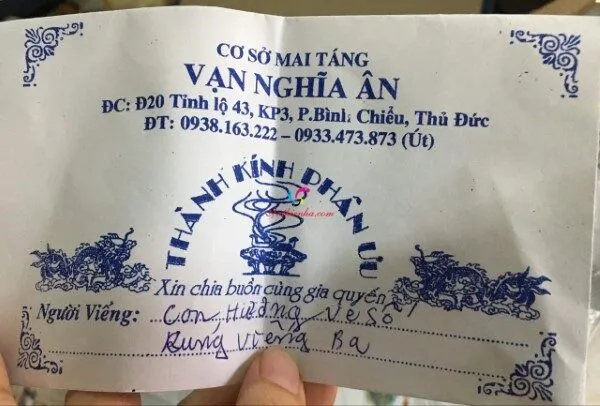 CƠ SỞ MAI TÁNG
VẠN NGHĨA ÂN
ĐC: Đ20 Tỉnh lộ 43, KP3, P.Bình Chiểu, Thủ Đức
ĐT: 0938.163.222 – 0933.473.873 (Út)
THÀNH KÍNH PHÂN ƯU
Xin chia buồn cùng gia quyến
Người Viếng: Con Hường Vé Số
Kúng Viếng Ba